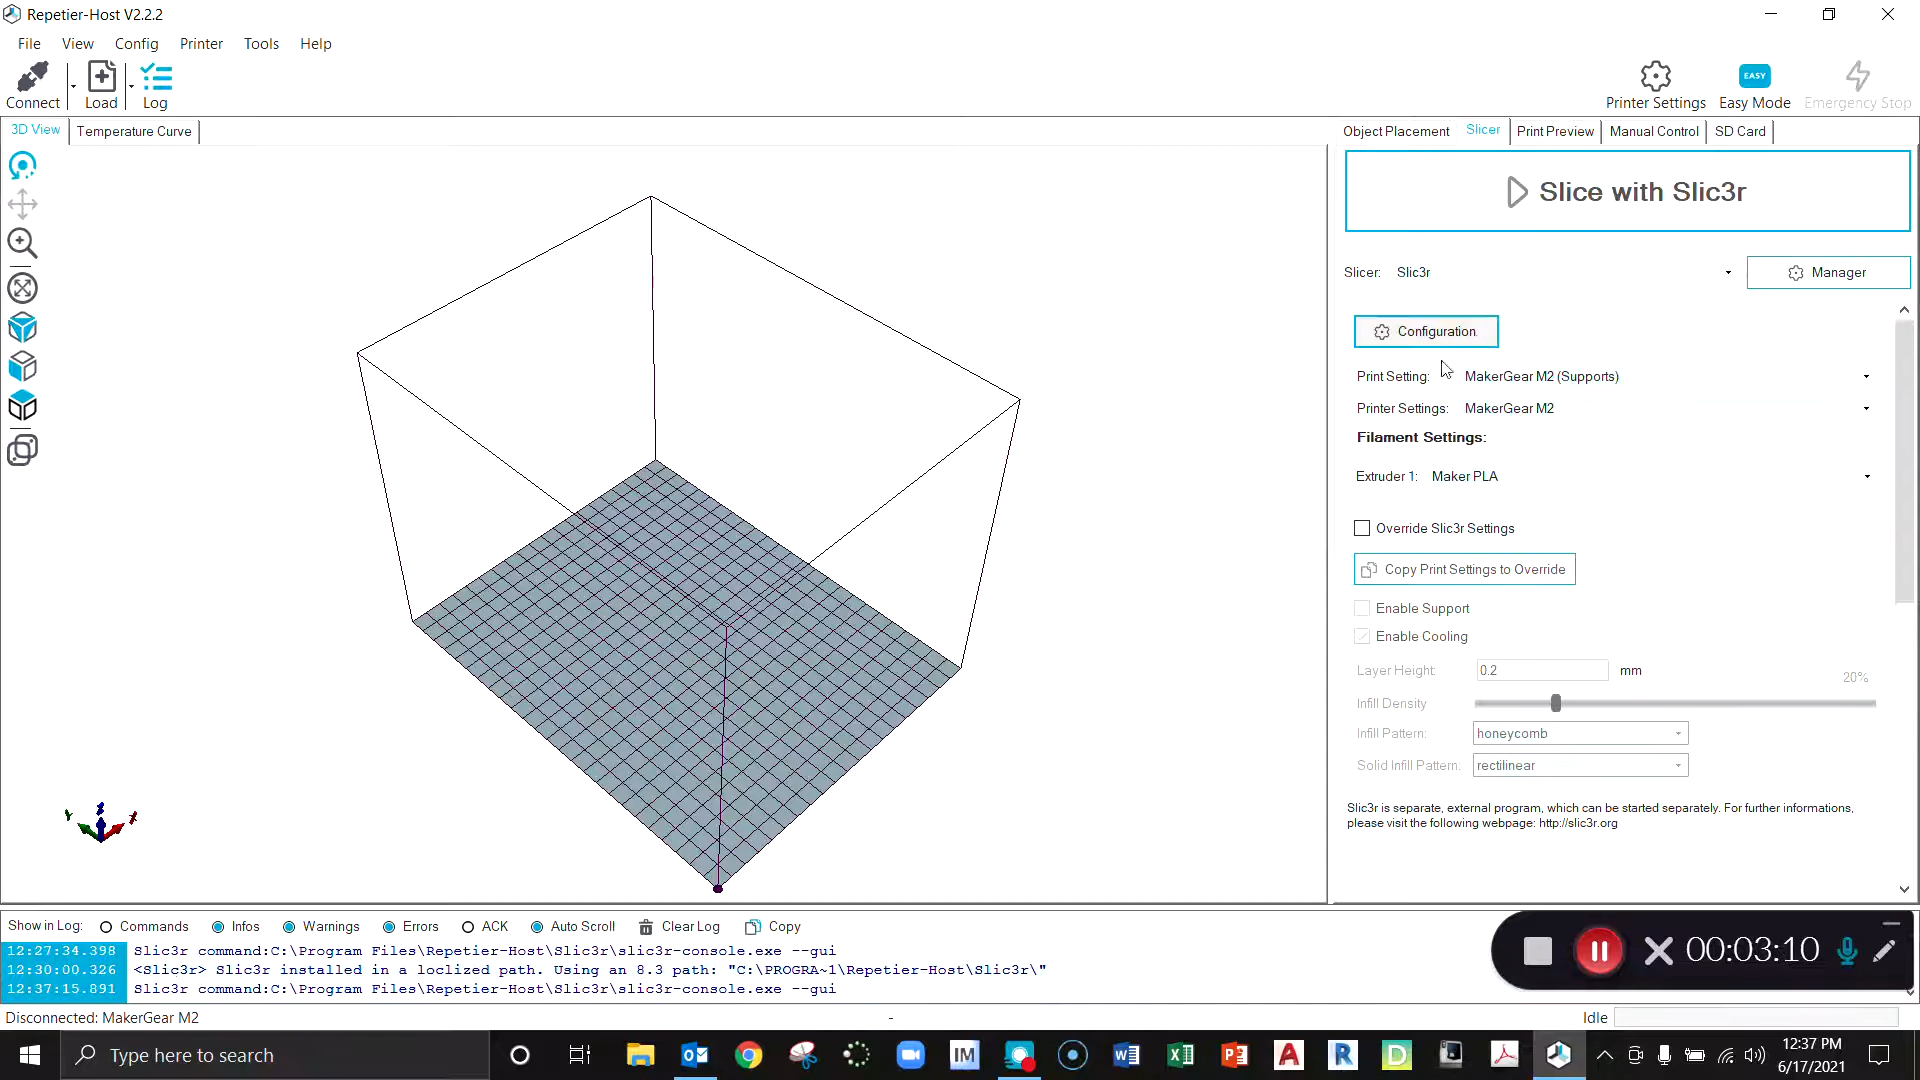 Repetier-Host V2.2.2
File View Config Printer Tools Help
Connect Load Log
Printer Settings EASY Easy Mode Emergency Stop
3D View Temperature Curve
Object Placement Slicer Print Preview Manual Control SD Card
Slice with Slic3r
Slicer: Slic3r Manager
Configuration
Print Setting: MakerGear M2 (Supports)
Printer Settings: MakerGear M2
Filament Settings:
Extruder 1: Maker PLA
Override Slic3r Settings
Copy Print Settings to Override
Enable Support
Enable Cooling
Layer Height: 0.2 mm
20%
Infill Density
Infill Pattern: honeycomb
Solid Infill Pattern: rectilinear
Slic3r is separate, external program, which can be started separately. For further informations,
please visit the following webpage: http://slic3r.org
Show in Log: Commands Infos Warnings Errors ACK Auto Scroll Clear Log Copy
12:27:34.398 Slic3r command:C:\Program Files\Repetier-Host\Slic3r\slic3r-console.exe --gui
12:30:00.326 <Slic3r> Slic3r installed in a loclized path. Using an 8.3 path: "C:\PROGRA~1\Repetier-Host\Slic3r\"
12:37:15.891 Slic3r command:C:\Program Files\Repetier-Host\Slic3r\slic3r-console.exe --gui
00:03:10
Disconnected: MakerGear M2 - Idle
Type here to search
IM
A R D
12:37 PM
6/17/2021